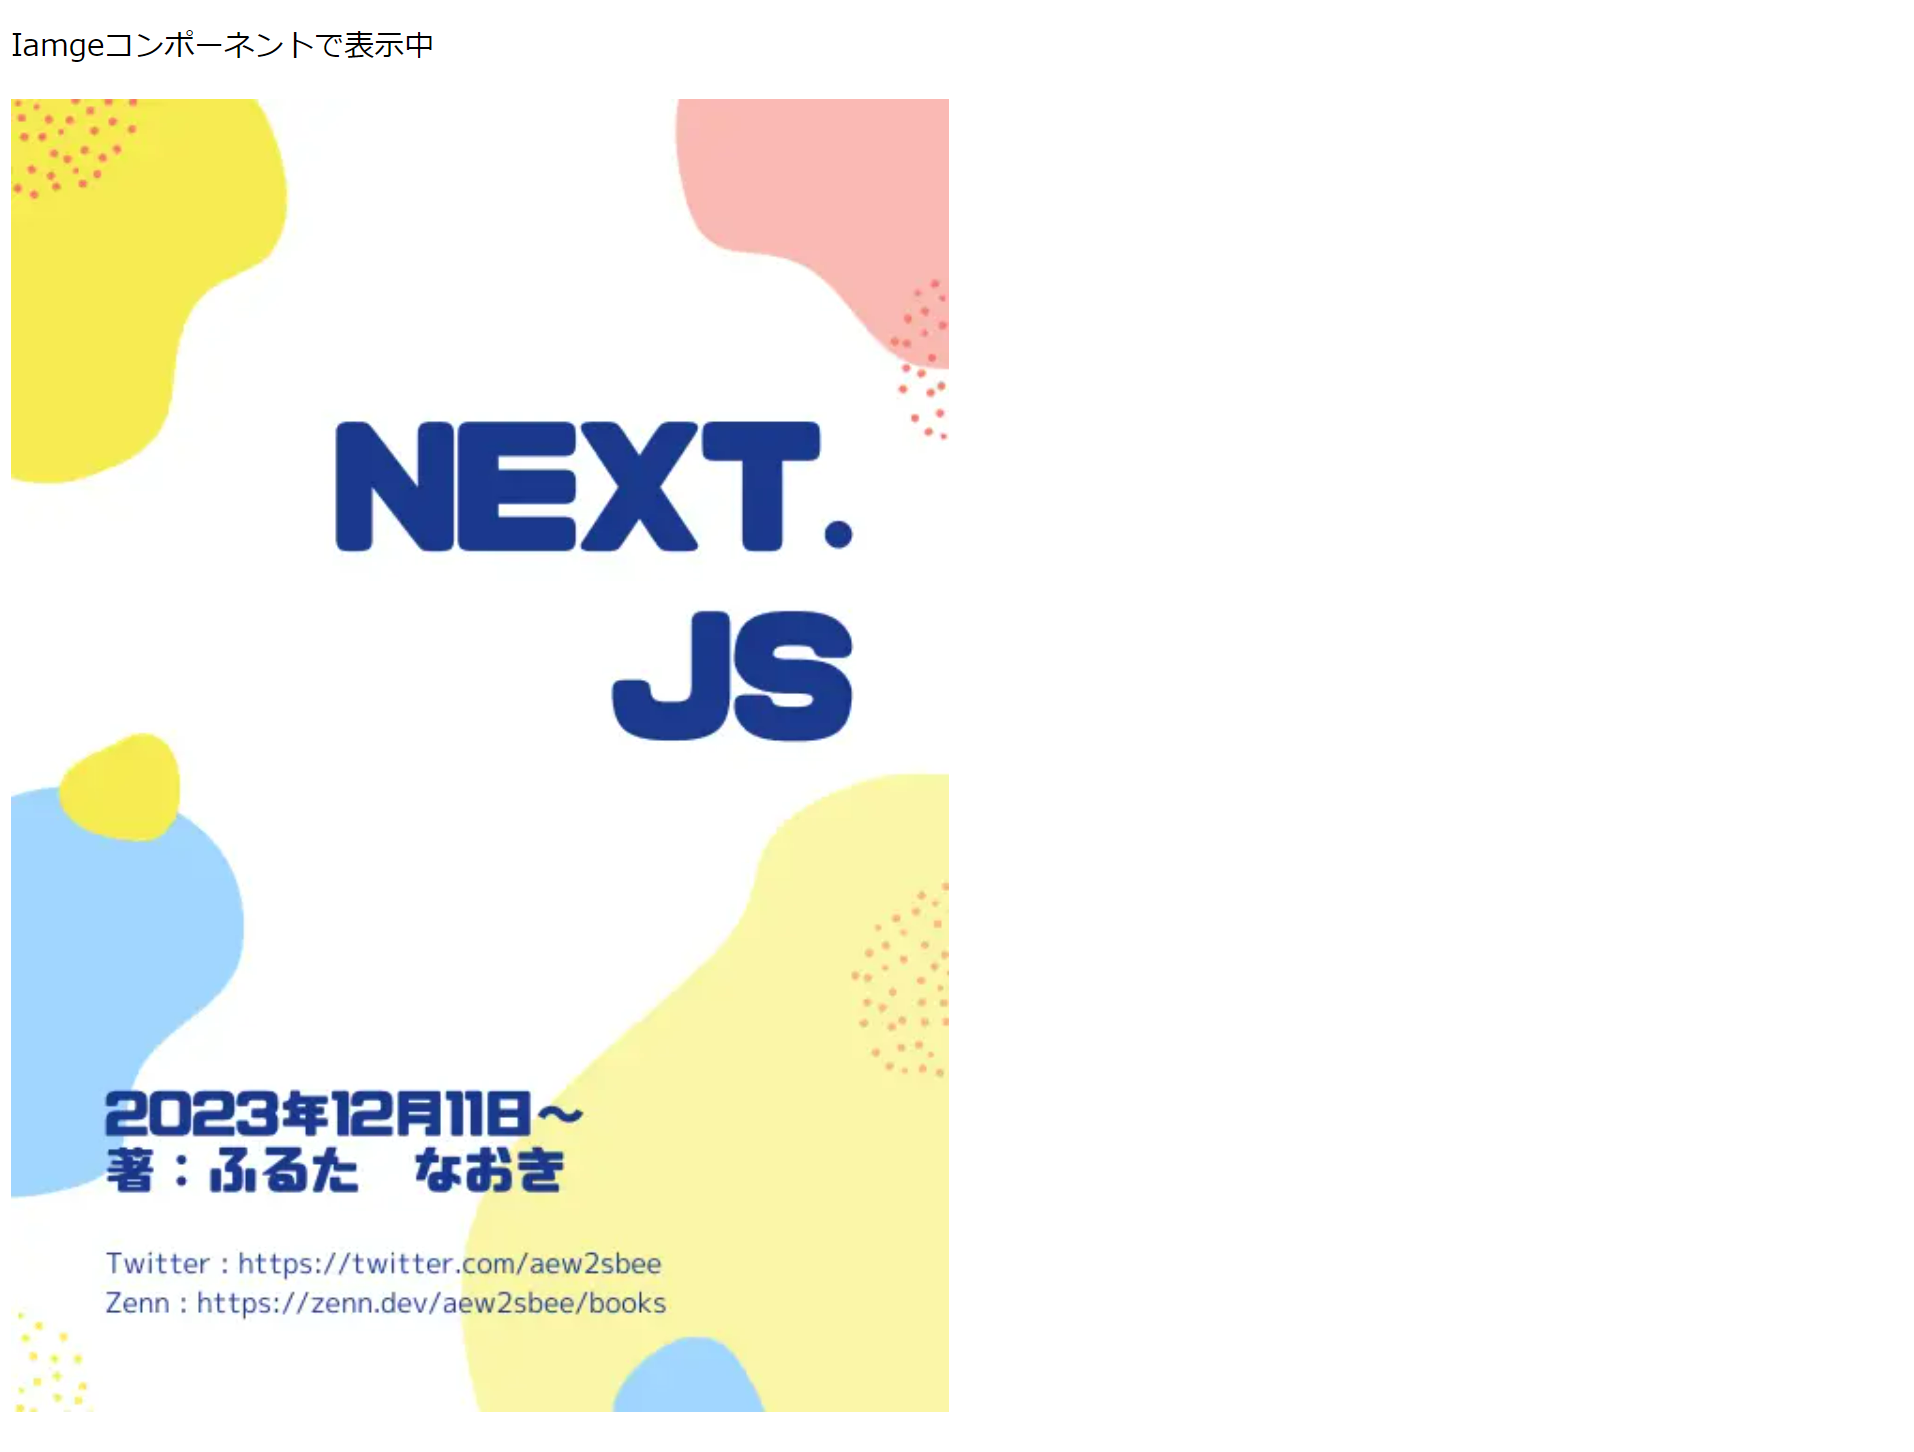 Iamgeコンポーネントで表示中
NEXT.
JS
2023年12月11日〜
著：ふるた　なおき
Twitter : https://twitter.com/aew2sbee
Zenn : https://zenn.dev/aew2sbee/books